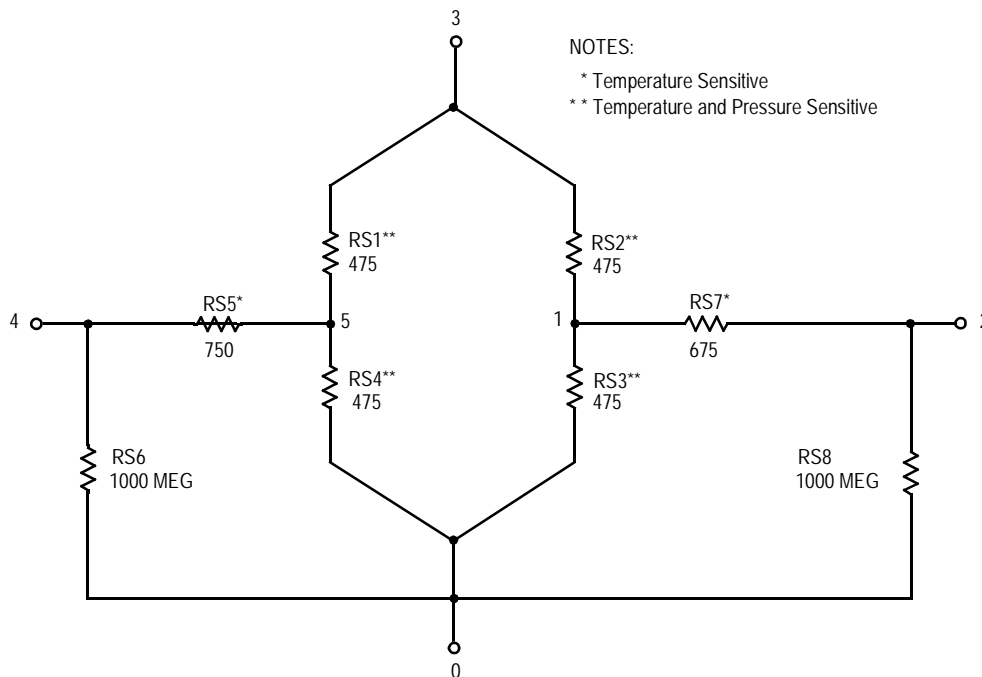 3
NOTES:
* Temperature Sensitive
* * Temperature and Pressure Sensitive
RS1**
475
RS2**
475
4
RS5*
750
5
1
RS7*
675
2
RS4**
475
RS3**
475
RS6
1000 MEG
RS8
1000 MEG
0